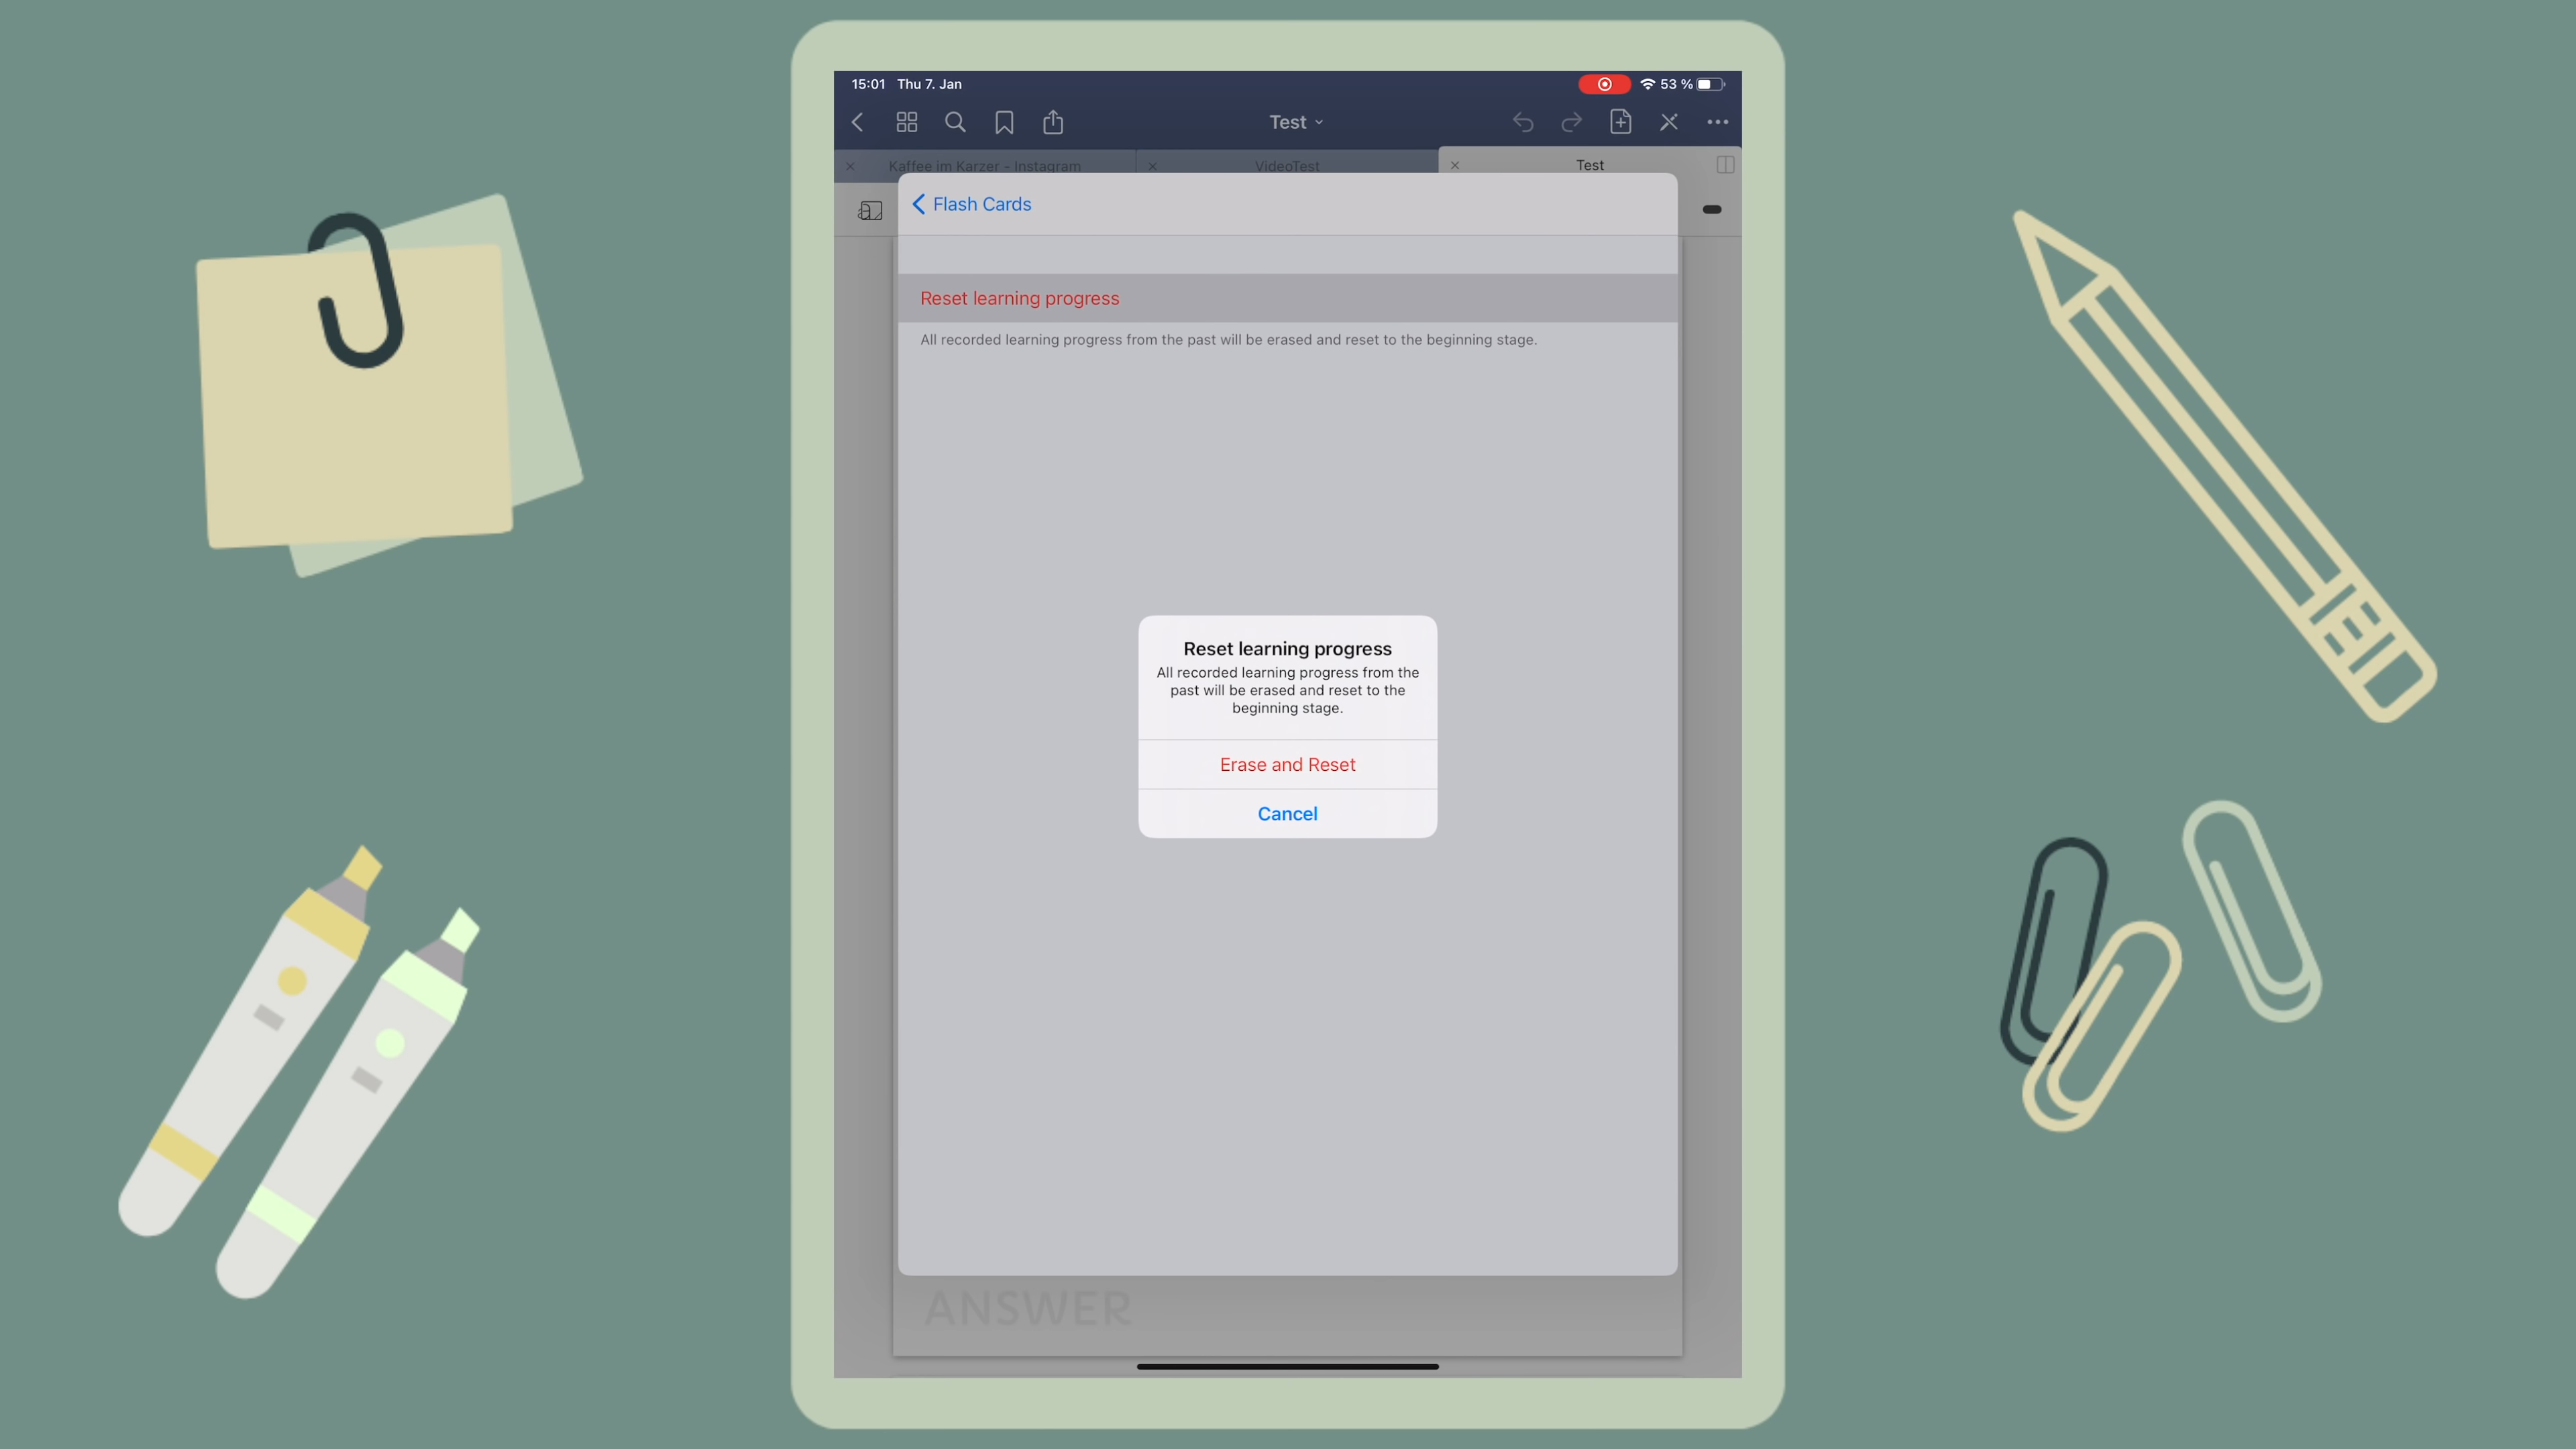 15:01 Thu 7. Jan 53 %
Test
Kaffee im Karzer - Instagram VideoTest Test
Flash Cards
Reset learning progress
All recorded learning progress from the past will be erased and reset to the beginning stage.
Reset learning progress
All recorded learning progress from the
past will be erased and reset to the
beginning stage.
Erase and Reset
Cancel
ANSWER